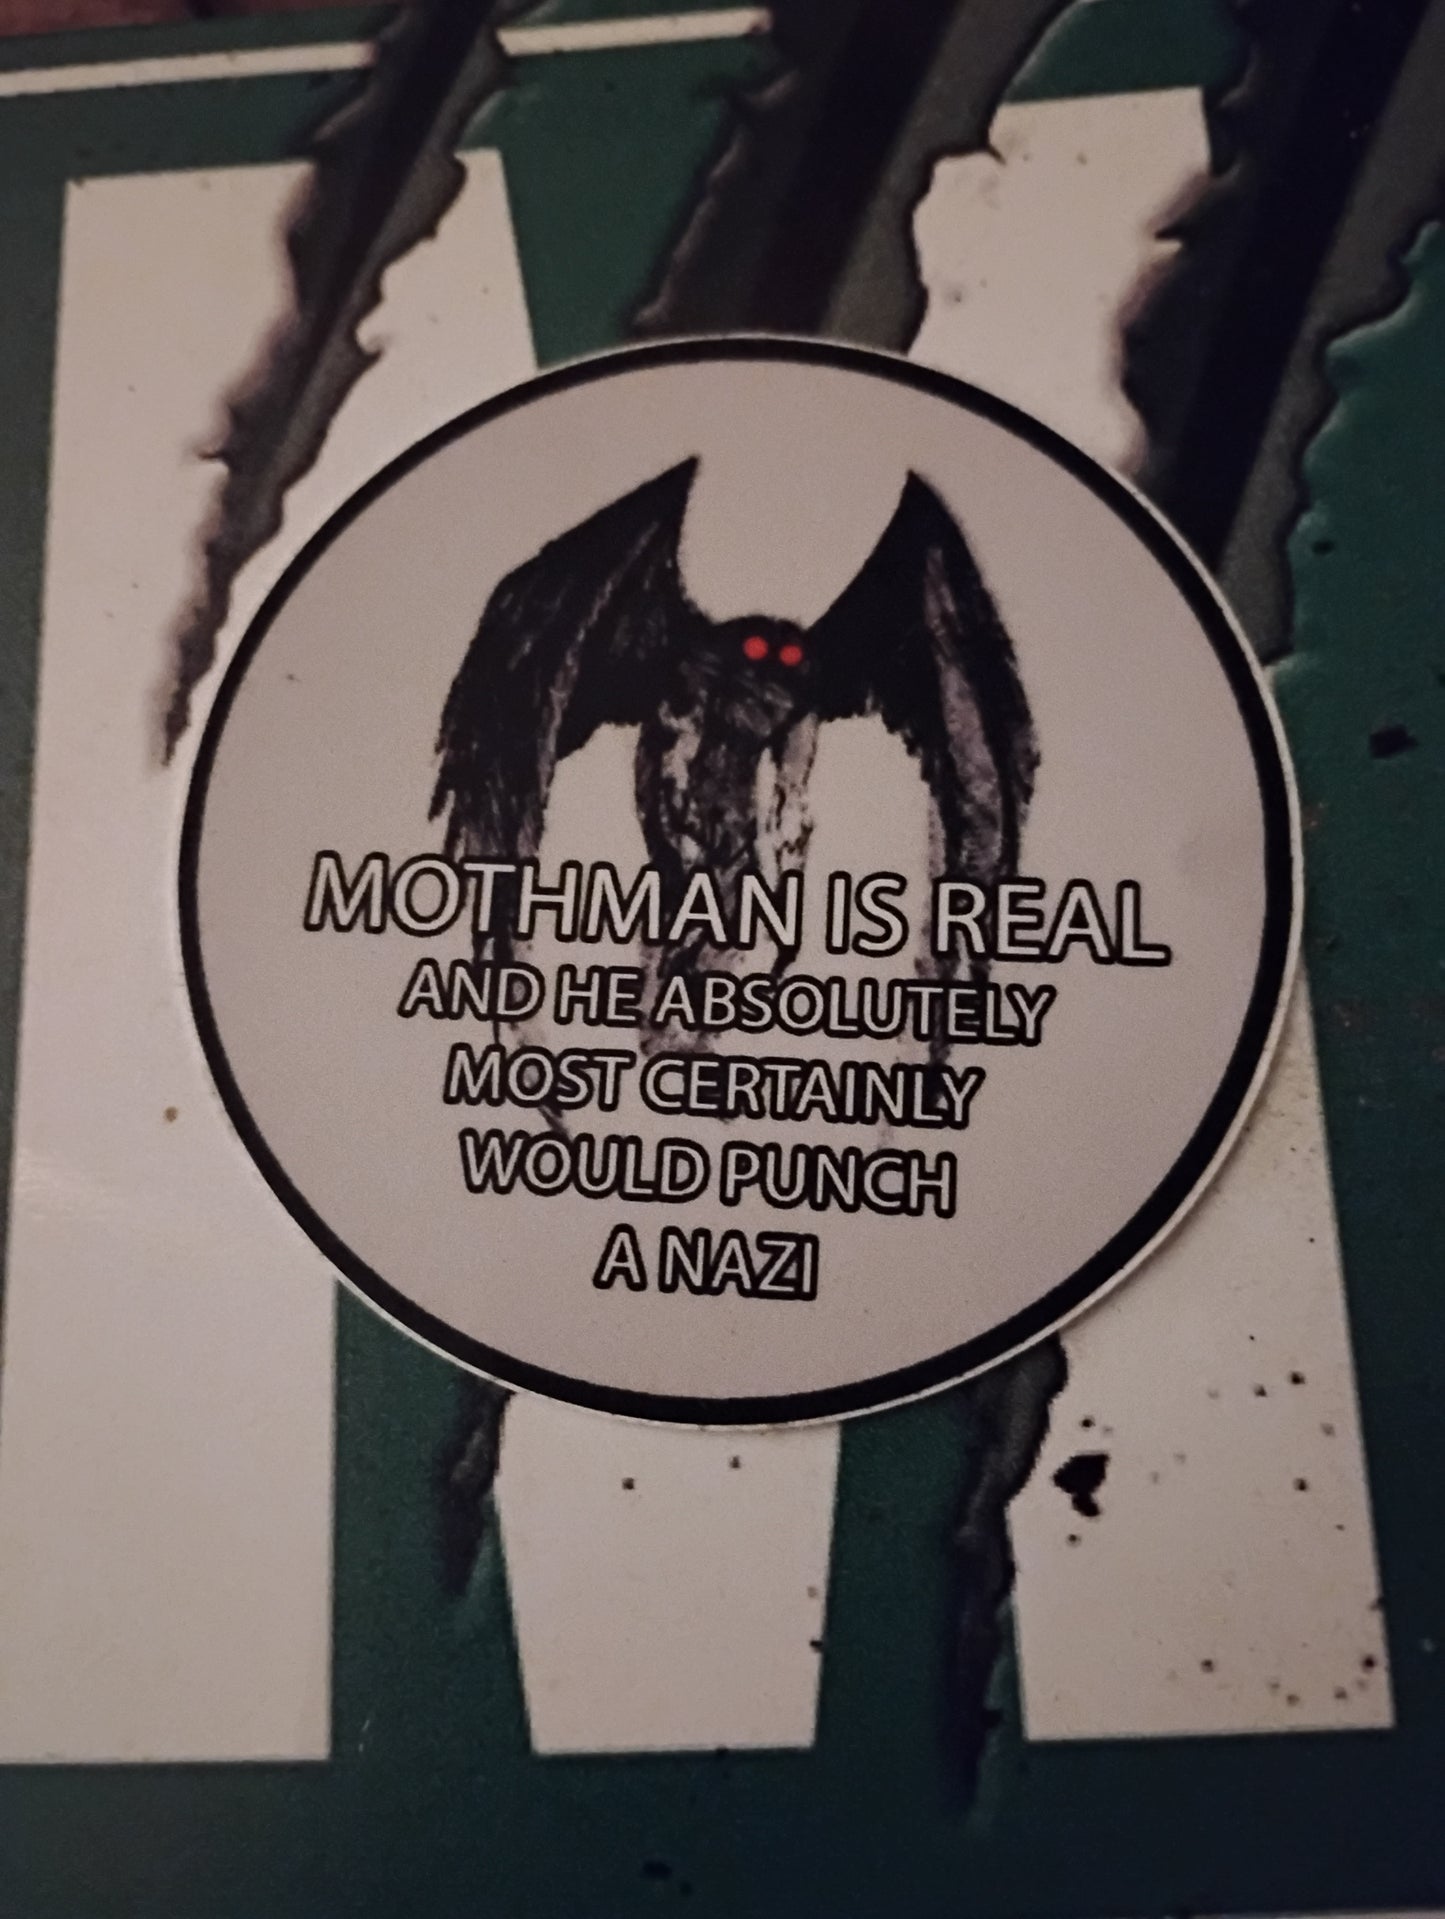 MOTHMAN IS REAL
AND HE ABSOLUTELY
MOST CERTAINLY
WOULD PUNCH
A NAZI